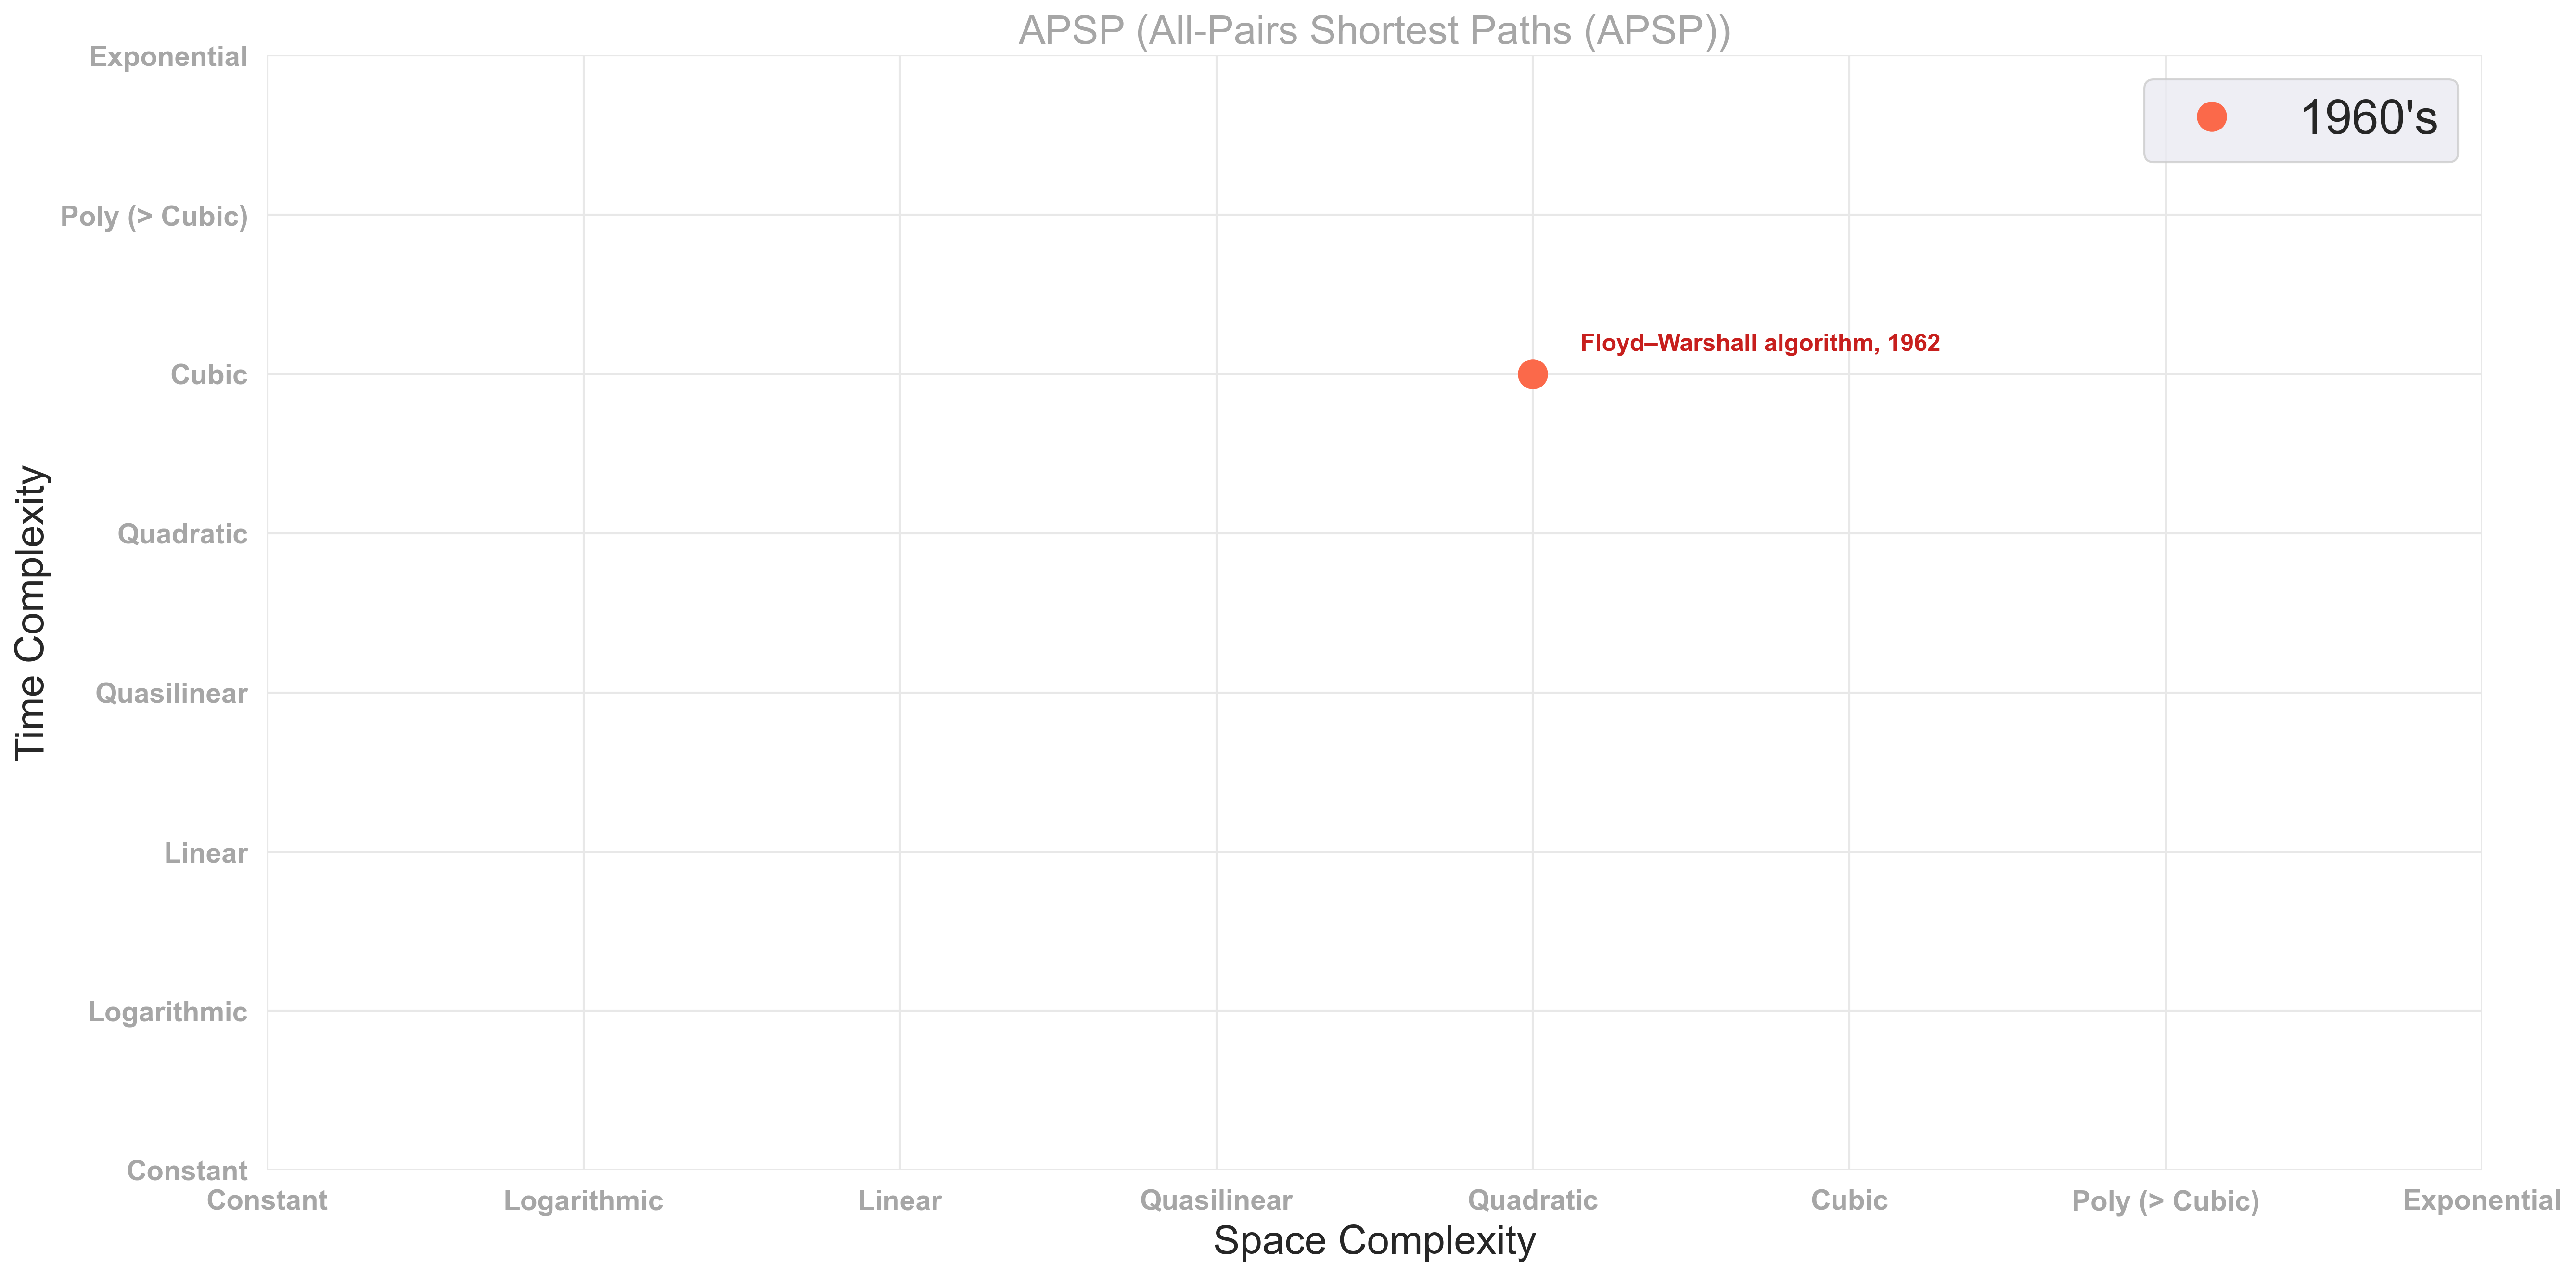 APSP (All-Pairs Shortest Paths (APSP))
Exponential
Poly (> Cubic)
Cubic
Quadratic
Quasilinear
Linear
Logarithmic
Constant
Time Complexity
1960's
Floyd–Warshall algorithm, 1962
Constant
Logarithmic
Linear
Quasilinear
Quadratic
Cubic
Poly (> Cubic)
Exponential
Space Complexity